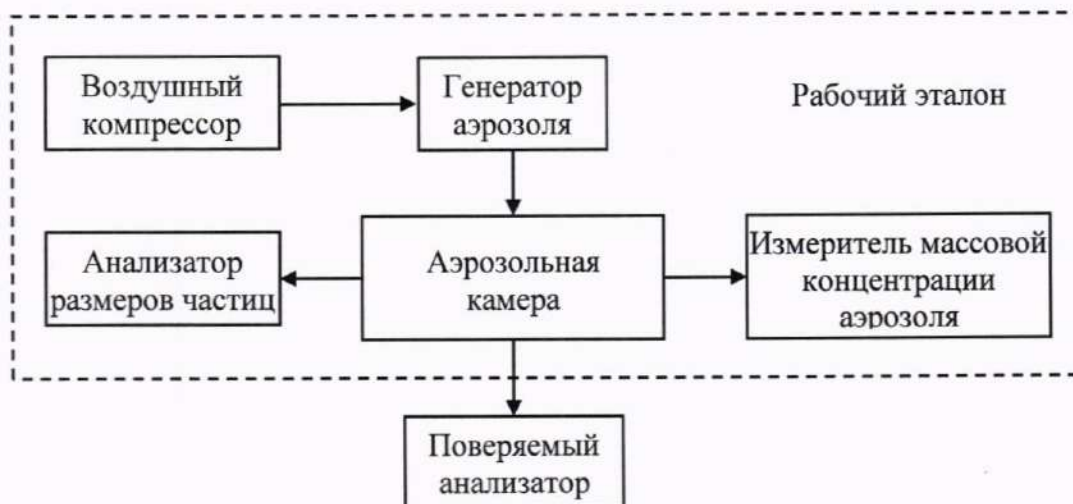 Воздушный
компрессор
Генератор
аэрозоля
Рабочий эталон
Анализатор
размеров частиц
Аэрозольная
камера
Измеритель массовой
концентрации
аэрозоля
Поверяемый
анализатор